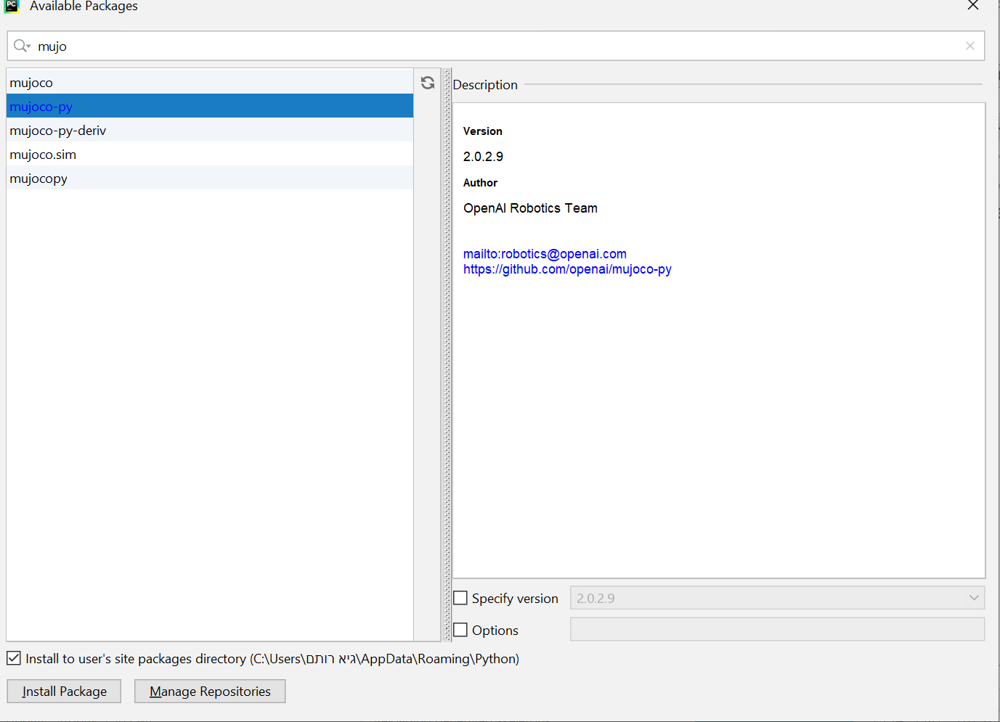 PC
Available Packages
mujo
mujoco
mujoco-py
mujoco-py-deriv
mujoco.sim
mujocopy
Description
Version
2.0.2.9
Author
OpenAI Robotics Team
mailto:robotics@openai.com
https://github.com/openai/mujoco-py
Specify version
2.0.2.9
Options
Install to user's site packages directory (C:\Users\גיא רותם\AppData\Roaming\Python)
Install Package
Manage Repositories